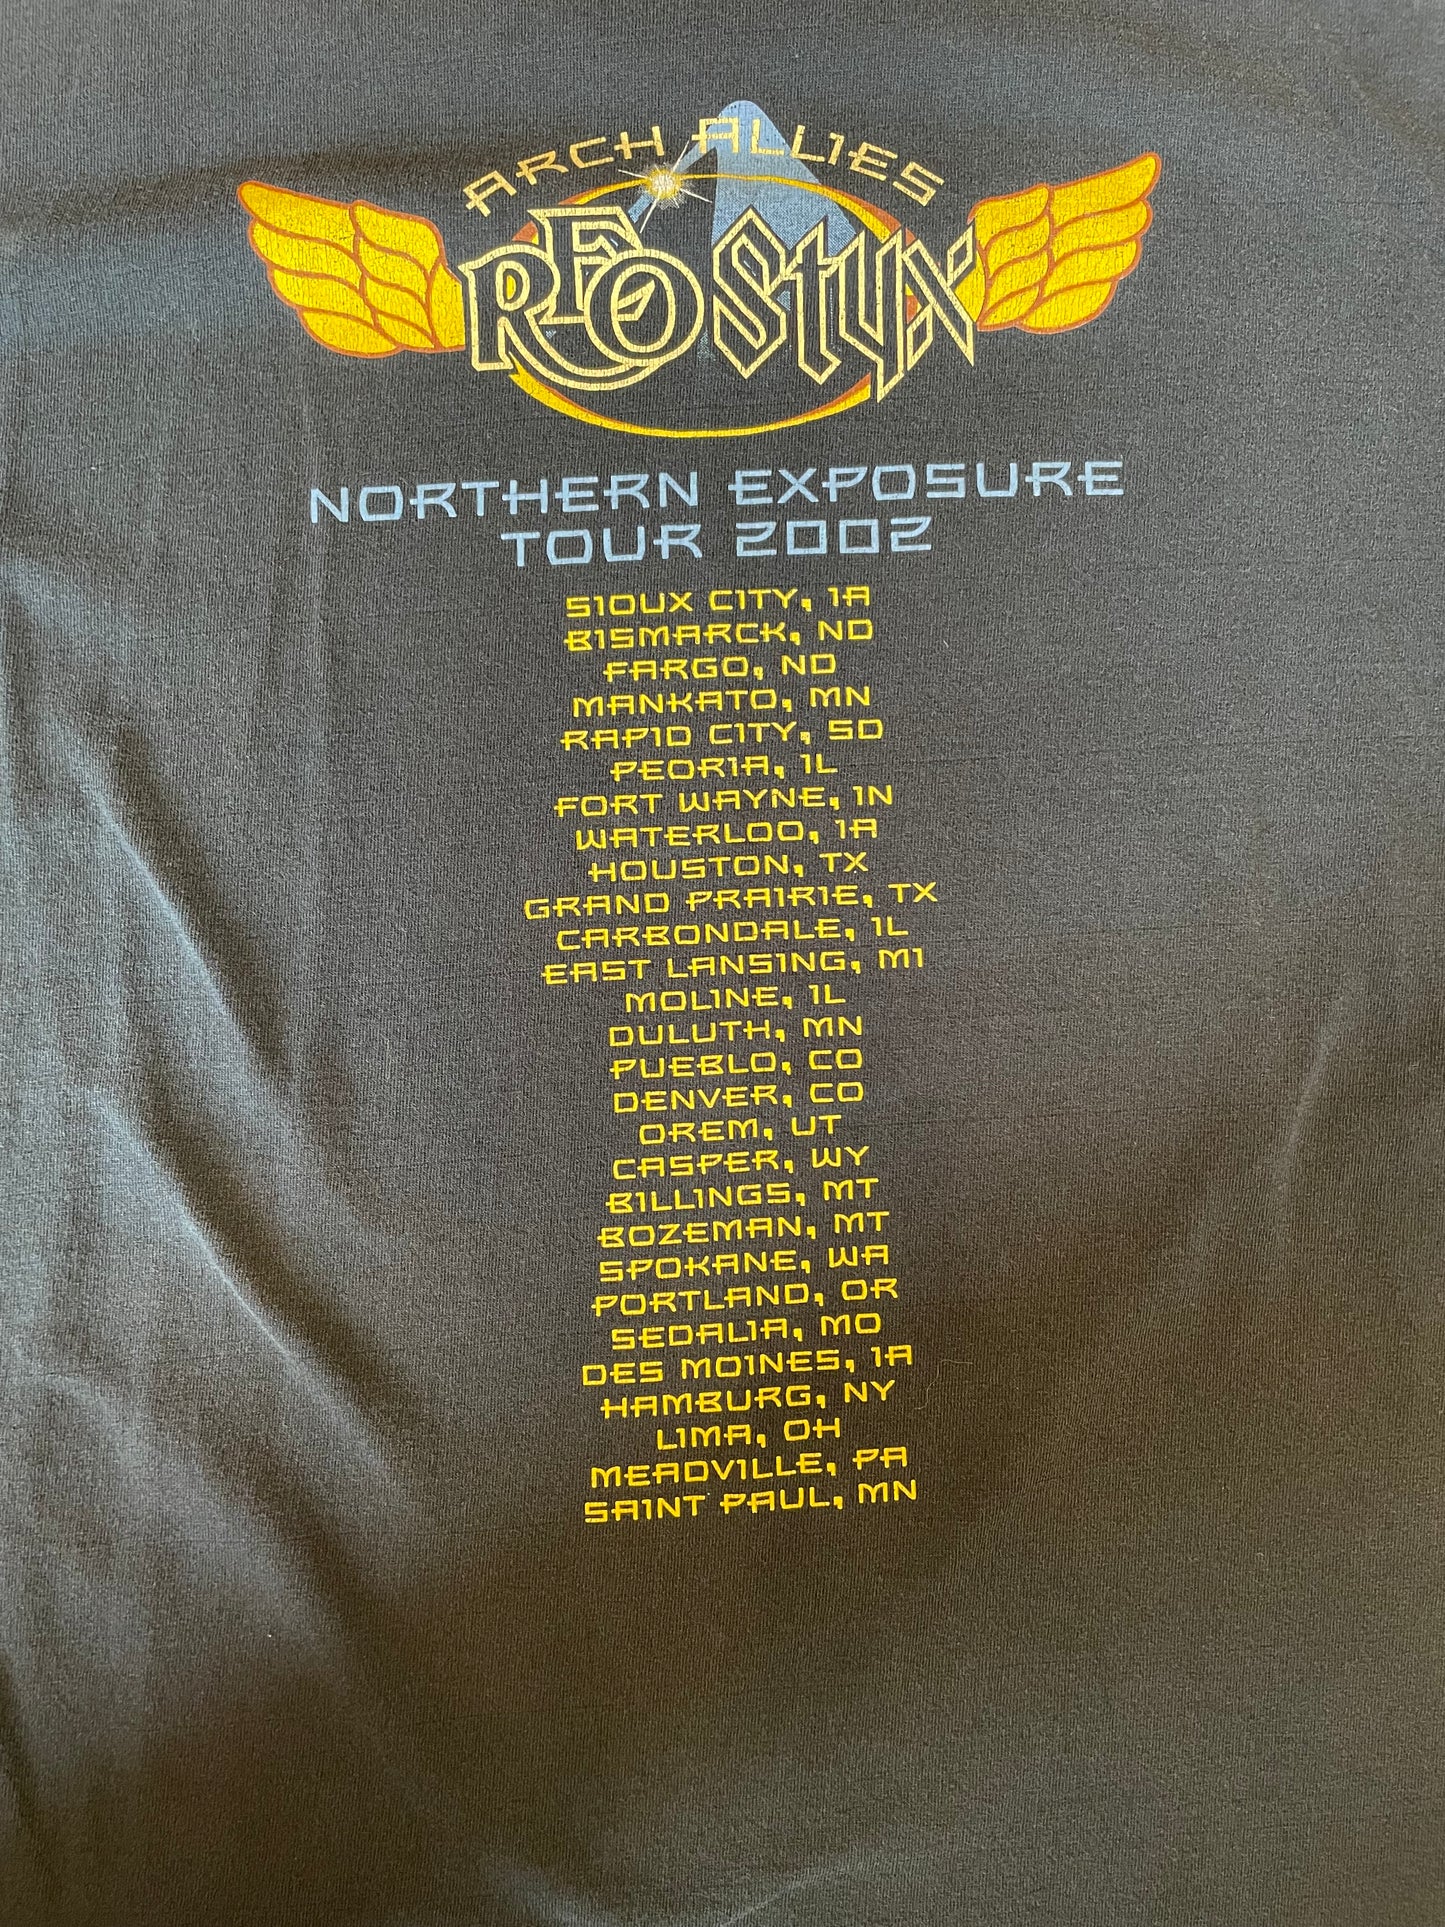 ARCH ALLIES
REO Styx
NORTHERN EXPOSURE
TOUR 2002
SIOUX CITY, IA
BISMARCK, ND
FARGO, ND
MANKATO, MN
RAPID CITY, SD
PEORIA, IL
FORT WAYNE, IN
WATERLOO, IA
HOUSTON, TX
GRAND PRAIRIE, TX
CARBONDALE, IL
EAST LANSING, MI
MOLINE, IL
DULUTH, MN
PUEBLO, CO
DENVER, CO
OREM, UT
CASPER, WY
BILLINGS, MT
BOZEMAN, MT
SPOKANE, WA
PORTLAND, OR
SEDALIA, MO
DES MOINES, IA
HAMBURG, NY
LIMA, OH
MEADVILLE, PA
SAINT PAUL, MN